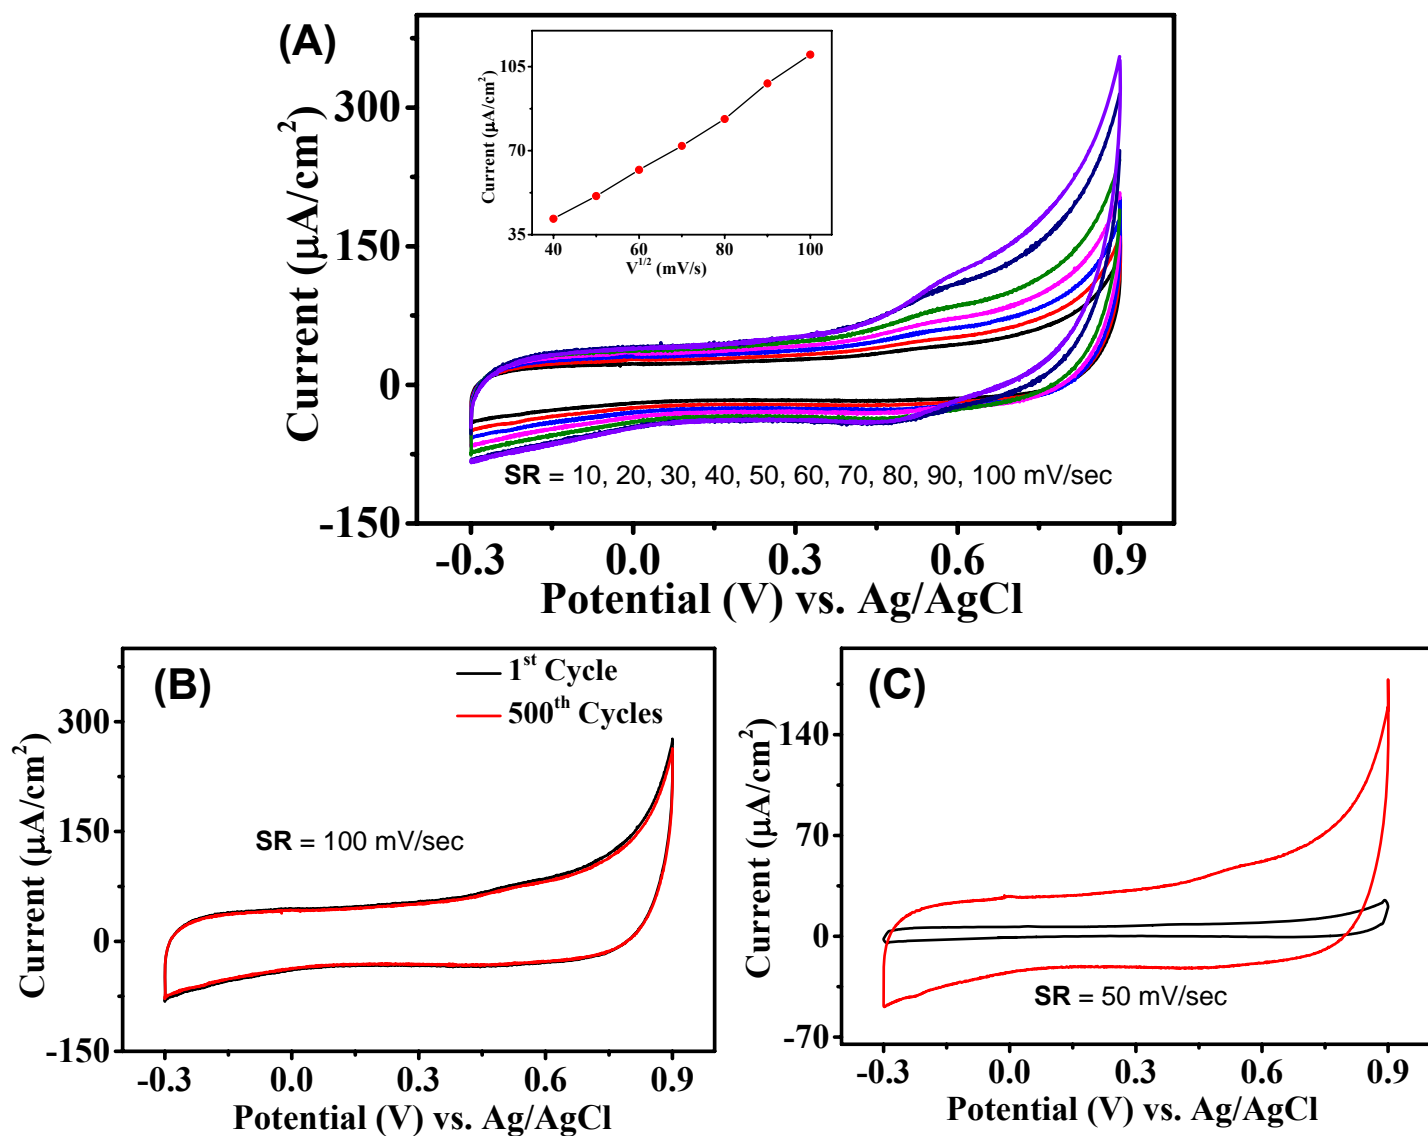 (A)
Current (μA/cm²)
300
150
0
-150
-0.3 0.0 0.3 0.6 0.9
Potential (V) vs. Ag/AgCl
SR = 10, 20, 30, 40, 50, 60, 70, 80, 90, 100 mV/sec
Current (μA/cm²)
105
70
35
40 60 80 100
V^1/2 (mV/s)
(B)
1st Cycle
500th Cycles
SR = 100 mV/sec
Current (μA/cm²)
300
150
0
-150
-0.3 0.0 0.3 0.6 0.9
Potential (V) vs. Ag/AgCl
(C)
SR = 50 mV/sec
Current (μA/cm²)
140
70
0
-70
-0.3 0.0 0.3 0.6 0.9
Potential (V) vs. Ag/AgCl